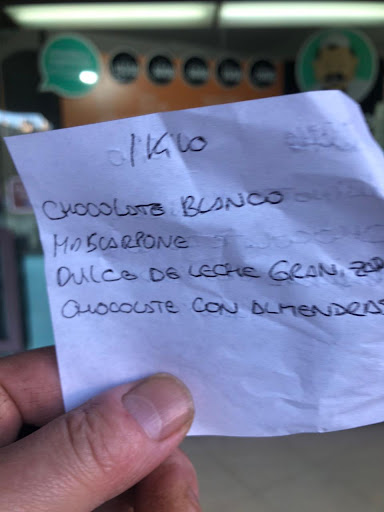 1 KILO
CHOCOLATE BLANCO
MASCARPONE
DULCE DE LECHE GRANIZADO
CHOCOLATE CON ALMENDRAS